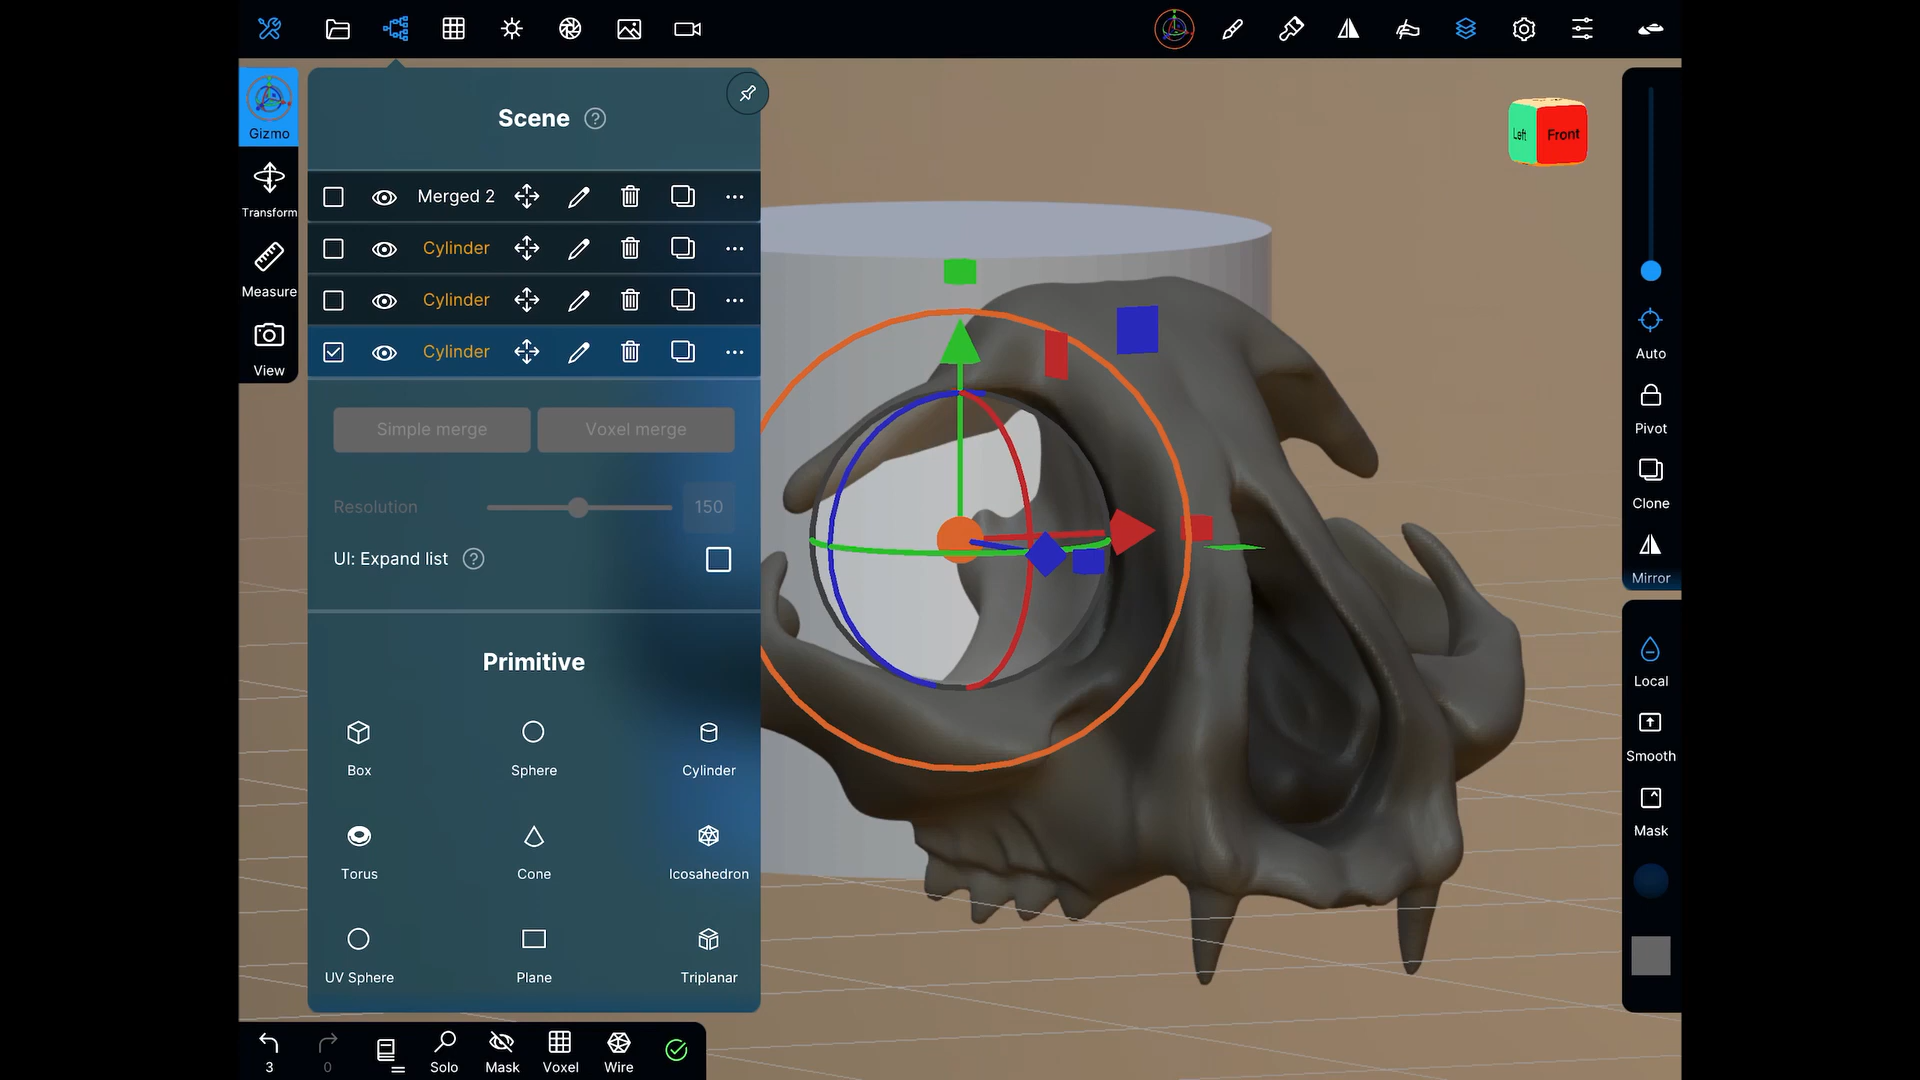 Gizmo
Transform
Measure
View
Scene ?
Merged 2
Cylinder
Cylinder
Cylinder
Simple merge
Voxel merge
Resolution
150
UI: Expand list ?
Primitive
Box
Sphere
Cylinder
Torus
Cone
Icosahedron
UV Sphere
Plane
Triplanar
3
0
Solo
Mask
Voxel
Wire
Left
Front
Auto
Pivot
Clone
Mirror
Local
Smooth
Mask